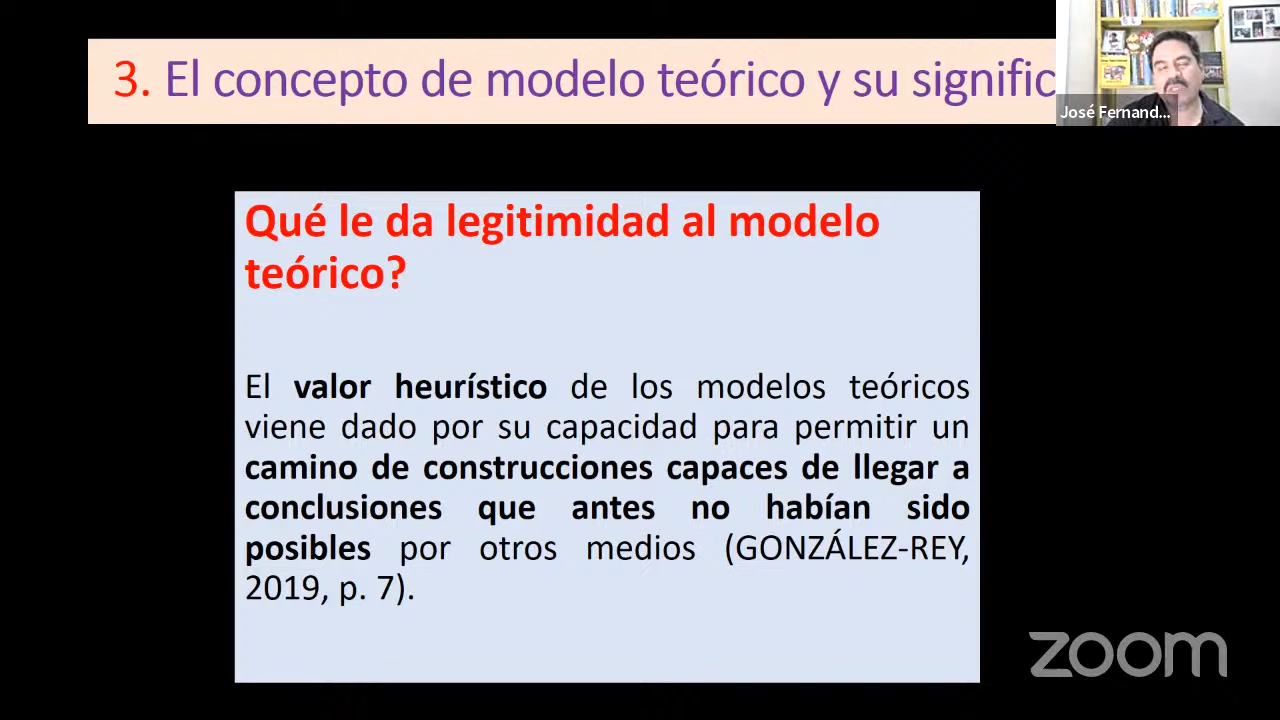 3. El concepto de modelo teórico y su signific
José Fernand...
Qué le da legitimidad al modelo
teórico?
El valor heurístico de los modelos teóricos
viene dado por su capacidad para permitir un
camino de construcciones capaces de llegar a
conclusiones que antes no habían sido
posibles por otros medios (GONZÁLEZ-REY,
2019, p. 7).
zoom